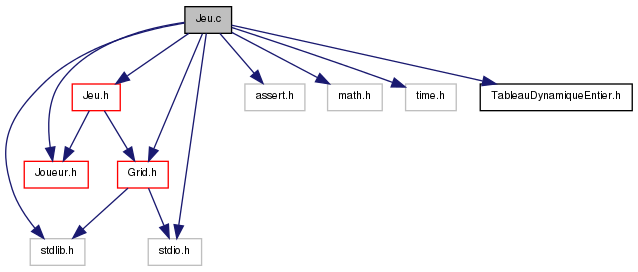 Jeu.c
Jeu.h
assert.h
math.h
time.h
TableauDynamiqueEntier.h
Joueur.h
Grid.h
stdlib.h
stdio.h